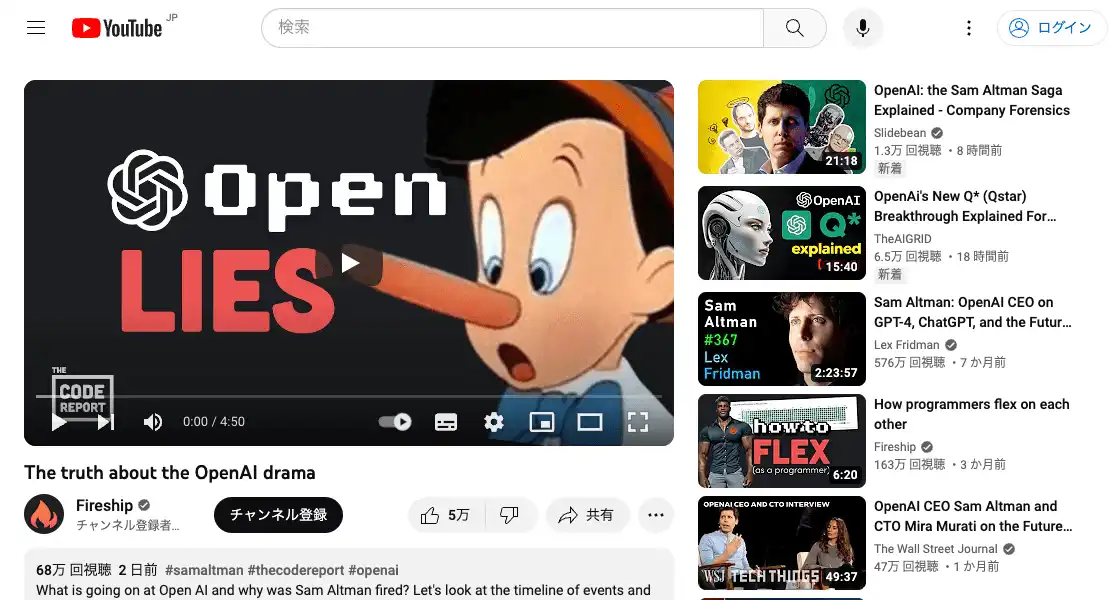 YouTube JP
検索
ログイン
Open
LIES
THE
CODE
REPORT
0:00 / 4:50
The truth about the OpenAI drama
Fireship
チャンネル登録者...
チャンネル登録
5万
共有
68万 回視聴 2 日前 #samaltman #thecodereport #openai
What is going on at Open AI and why was Sam Altman fired? Let's look at the timeline of events and
21:18
OpenAI: the Sam Altman Saga
Explained - Company Forensics
Slidebean
1.3万 回視聴 ・8 時間前
新着
OpenAI
Q*
explained
15:40
OpenAi's New Q* (Qstar)
Breakthrough Explained For...
TheAIGRID
6.5万 回視聴 ・18 時間前
新着
Sam
Altman
#367
Lex
Fridman
2:23:57
Sam Altman: OpenAI CEO on
GPT-4, ChatGPT, and the Futur...
Lex Fridman
576万 回視聴 ・7 か月前
how to
FLEX
(as a programmer)
6:20
How programmers flex on each
other
Fireship
163万 回視聴 ・3 か月前
OPENAI CEO AND CTO INTERVIEW
WSJ TECH THINGS
49:37
OpenAI CEO Sam Altman and
CTO Mira Murati on the Future...
The Wall Street Journal
47万 回視聴 ・1 か月前